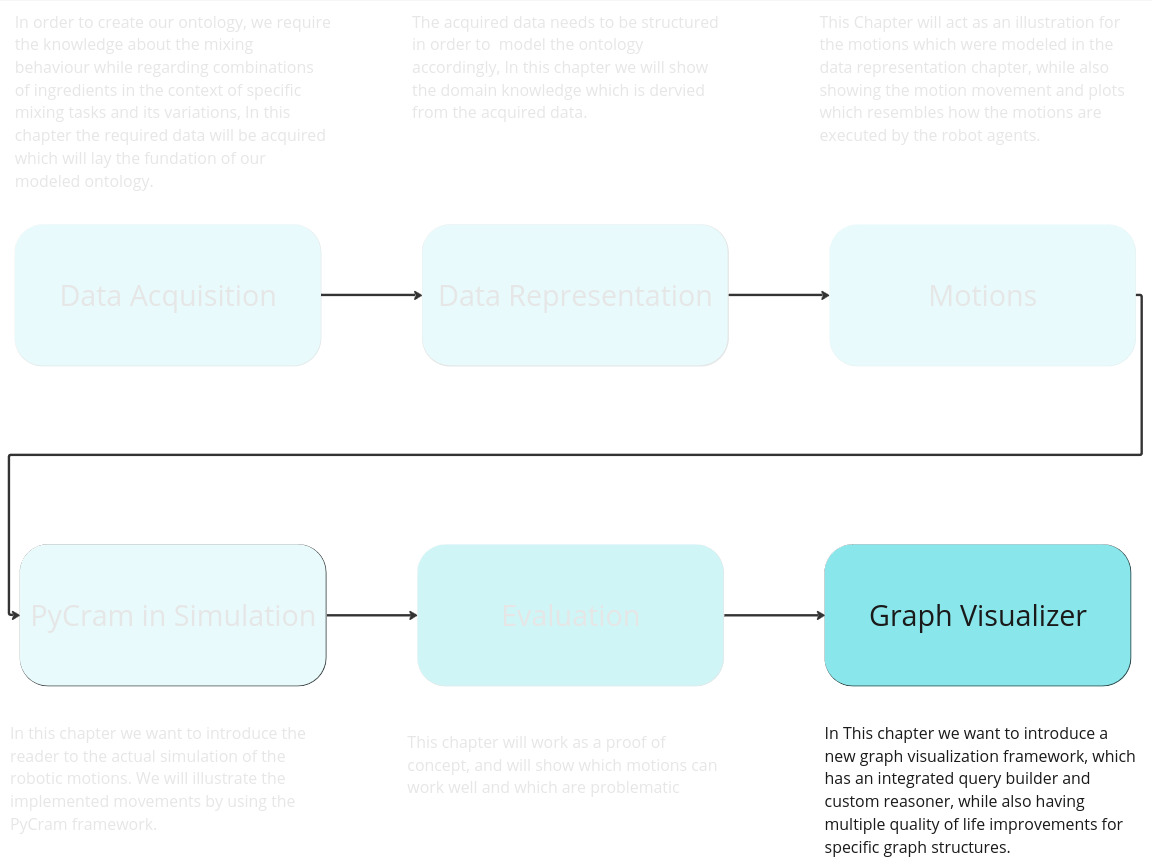 In order to create our ontology, we require
the knowledge about the mixing
behaviour while regarding combinations
of ingredients in the context of specific
mixing tasks and its variations, In this
chapter the required data will be acquired
which will lay the fundation of our
modeled ontology.
The acquired data needs to be structured
in order to  model the ontology
accordingly, In this chapter we will show
the domain knowledge which is dervied
from the acquired data.
This Chapter will act as an illustration for
the motions which were modeled in the
data representation chapter, while also
showing the motion movement and plots
which resembles how the motions are
executed by the robot agents.
Data Acquisition
Data Representation
Motions
PyCram in Simulation
Evaluation
Graph Visualizer
In this chapter we want to introduce the
reader to the actual simulation of the
robotic motions. We will illustrate the
implemented movements by using the
PyCram framework.
This chapter will work as a proof of
concept, and will show which motions can
work well and which are problematic
In This chapter we want to introduce a
new graph visualization framework, which
has an integrated query builder and
custom reasoner, while also having
multiple quality of life improvements for
specific graph structures.